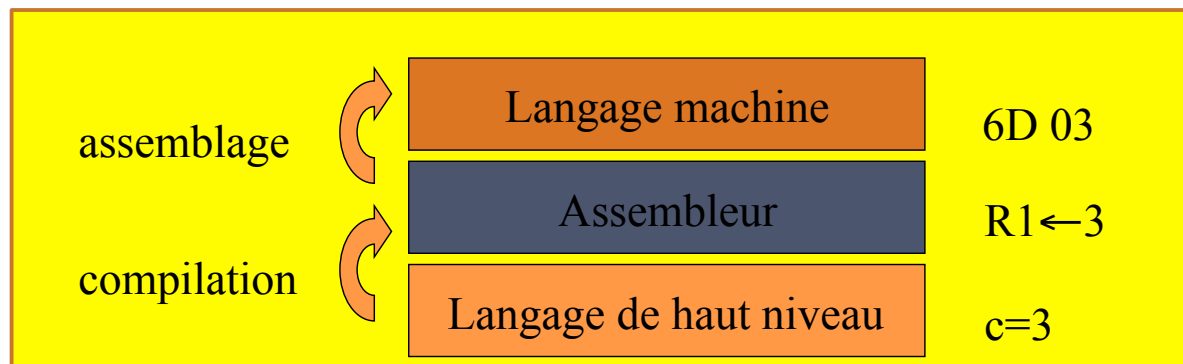 Langage machine
6D 03
assemblage
Assembleur
R1←3
compilation
Langage de haut niveau
c=3